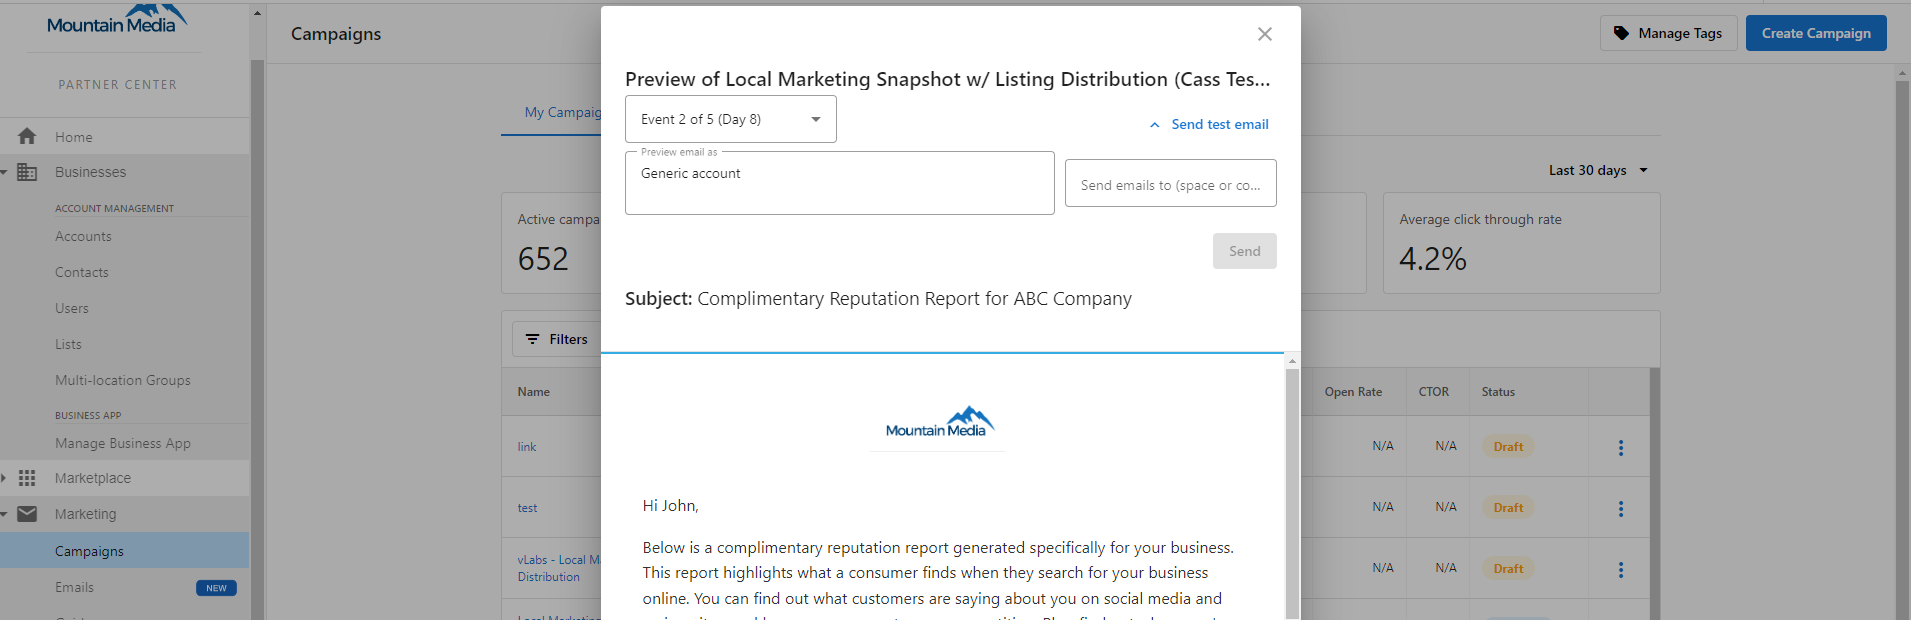 Mountain Media
PARTNER CENTER
Home
Businesses
ACCOUNT MANAGEMENT
Accounts
Contacts
Users
Lists
Multi-location Groups
BUSINESS APP
Manage Business App
Marketplace
Marketing
Campaigns
Emails
NEW
Campaigns
Manage Tags
Create Campaign
My Campaig
Last 30 days
Active campa
652
Average click through rate
4.2%
Filters
Name
Open Rate
CTOR
Status
link
N/A
N/A
Draft
test
N/A
N/A
Draft
vLabs - Local M
Distribution
N/A
N/A
Draft
Local Marketing
Preview of Local Marketing Snapshot w/ Listing Distribution (Cass Tes...
Event 2 of 5 (Day 8)
Send test email
Preview email as
Generic account
Send emails to (space or co...
Send
Subject: Complimentary Reputation Report for ABC Company
Mountain Media
Hi John,
Below is a complimentary reputation report generated specifically for your business.
This report highlights what a consumer finds when they search for your business
online. You can find out what customers are saying about you on social media and